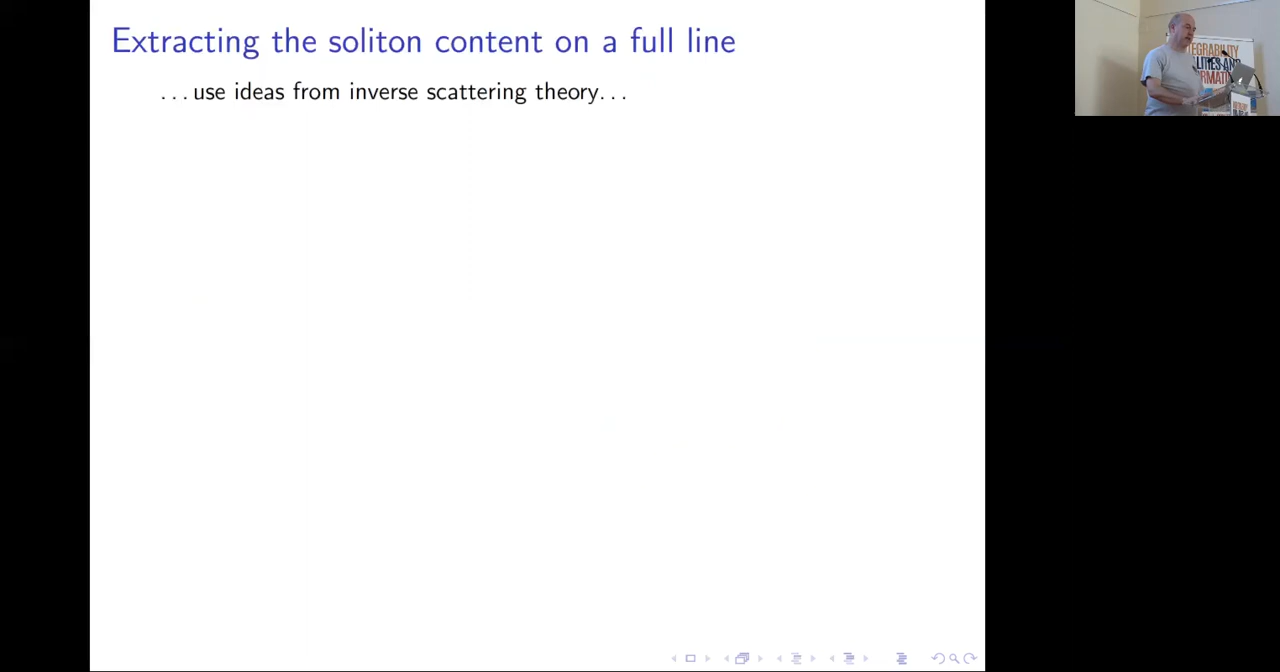 Extracting the soliton content on a full line
...use ideas from inverse scattering theory...